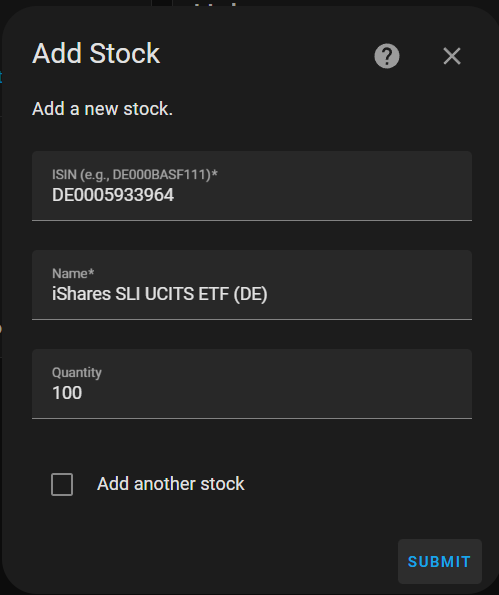 Add Stock
Add a new stock.
ISIN (e.g., DE000BASF111)*
DE0005933964
Name*
iShares SLI UCITS ETF (DE)
Quantity
100
Add another stock
SUBMIT